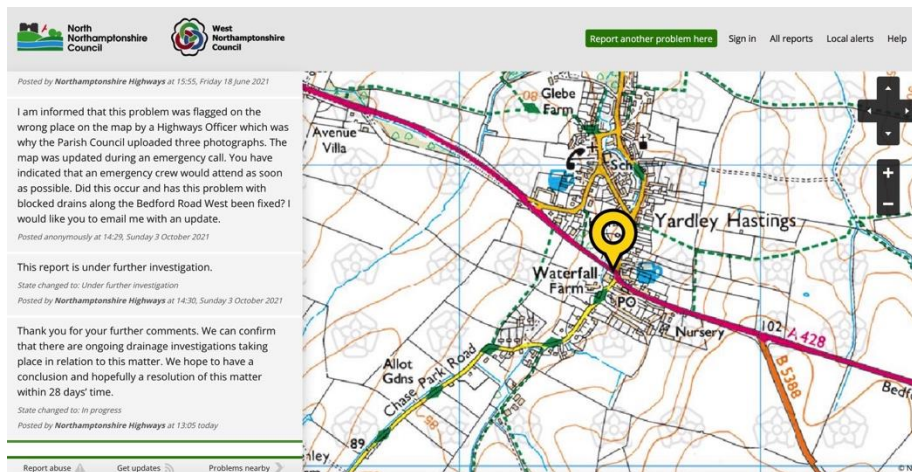 North
Northamptonshire
Council
West
Northamptonshire
Council
Report another problem here
Sign in
All reports
Local alerts
Help
Posted by Northamptonshire Highways at 15:55, Friday 18 June 2021
I am informed that this problem was flagged on the
wrong place on the map by a Highways Officer which was
why the Parish Council uploaded three photographs. The
map was updated during an emergency call. You have
indicated that an emergency crew would attend as soon
as possible. Did this occur and has this problem with
blocked drains along the Bedford Road West been fixed? I
would like you to email me with an update.
Posted anonymously at 14:29, Sunday 3 October 2021
This report is under further investigation.
State changed to: Under further investigation
Posted by Northamptonshire Highways at 14:30, Sunday 3 October 2021
Thank you for your further comments. We can confirm
that there are ongoing drainage investigations taking
place in relation to this matter. We hope to have a
conclusion and hopefully a resolution of this matter
within 28 days' time.
State changed to: In progress
Posted by Northamptonshire Highways at 13:05 today
Report abuse
Get updates
Problems nearby
Glebe
Farm
80
Avenue
Villa
Sch
Yardley Hastings
Waterfall
Farm
PO
Nursery
102
A 428
B 5388
Allot
Gdns
Chase Park Road
89
+
−